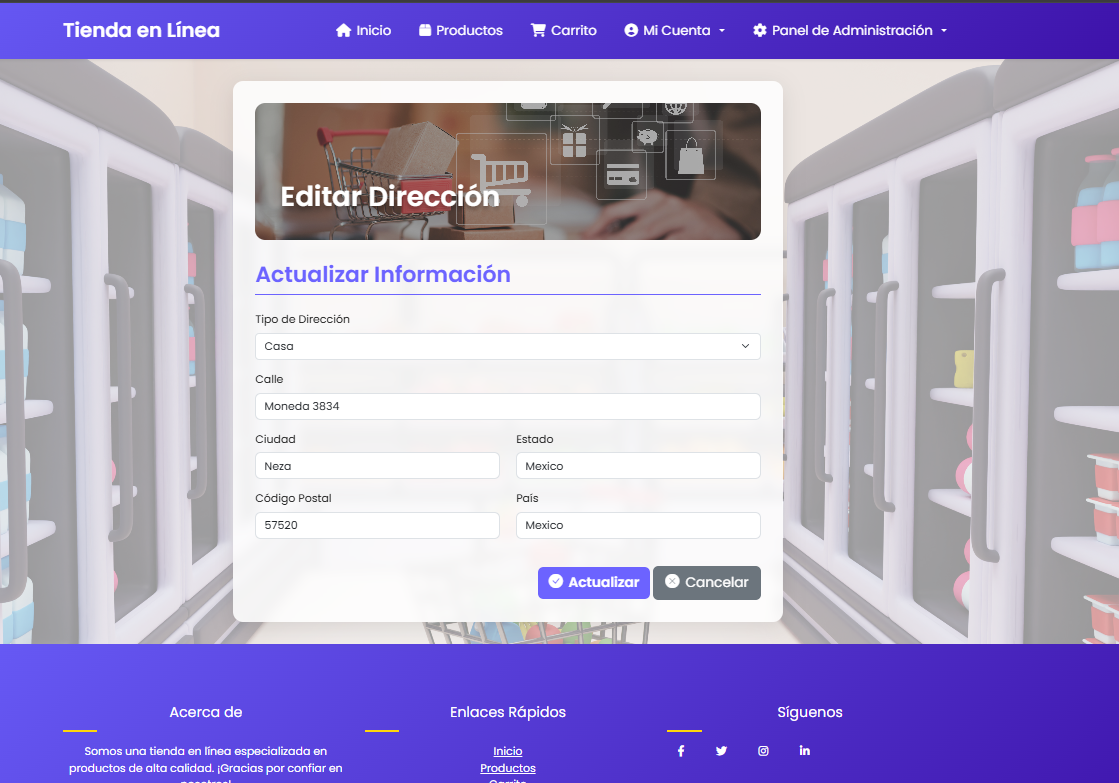 Tienda en Línea
Inicio
Productos
Carrito
Mi Cuenta
Panel de Administración
Editar Dirección
Actualizar Información
Tipo de Dirección
Casa
Calle
Moneda 3834
Ciudad
Estado
Neza
Mexico
Código Postal
País
57520
Mexico
Actualizar
Cancelar
Acerca de
Somos una tienda en línea especializada en
productos de alta calidad. ¡Gracias por confiar en
nosotros!
Enlaces Rápidos
Inicio
Productos
Carrito
Síguenos